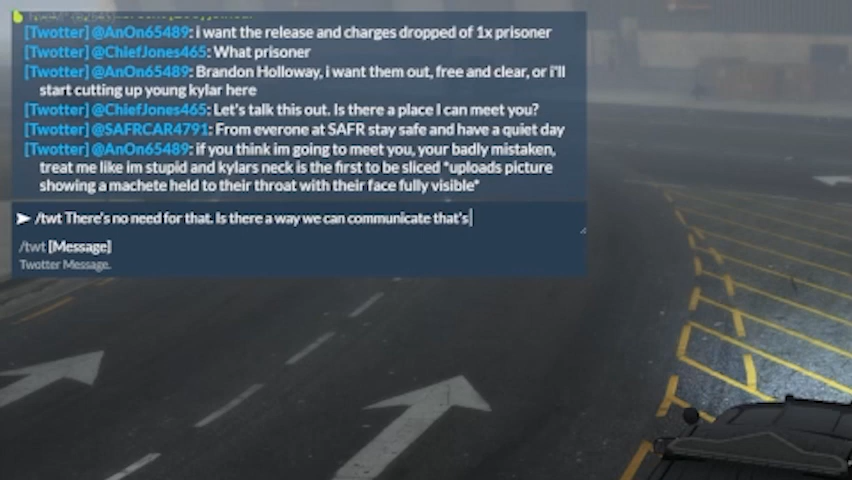 [Twotter] @AnOn65489: i want the release and charges dropped of 1x prisoner
[Twotter] @ChiefJones465: What prisoner
[Twotter] @AnOn65489: Brandon Holloway, i want them out, free and clear, or i'll
start cutting up young kylar here
[Twotter] @ChiefJones465: Let's talk this out. Is there a place I can meet you?
[Twotter] @SAFRCAR4791: From everone at SAFR stay safe and have a quiet day
[Twotter] @AnOn65489: if you think im going to meet you, your badly mistaken,
treat me like im stupid and kylars neck is the first to be sliced *uploads picture
showing a machete held to their throat with their face fully visible*
/twt There's no need for that. Is there a way we can communicate that's
/twt [Message]
Twotter Message.